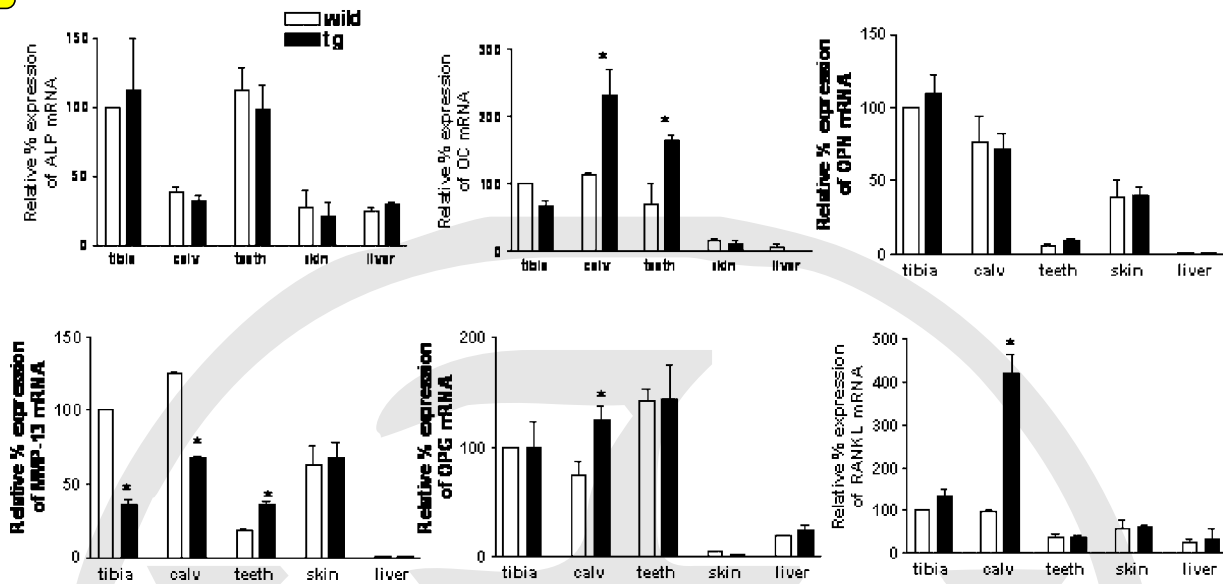 wild
tg
Relative % expression
of ALP mRNA
150
100
50
0
tibia calv teeth skin liver
Relative % expression
of OC mRNA
300
200
100
0
* *
tibia calv teeth skin liver
Relative % expression
of OPN mRNA
150
100
50
0
tibia calv teeth skin liver
Relative % expression
of MMP-13 mRNA
150
100
50
0
* * *
tibia calv teeth skin liver
Relative % expression
of OPG mRNA
200
100
0
*
tibia calv teeth skin liver
Relative % expression
of RANKL mRNA
500
400
300
200
100
0
*
tibia calv teeth skin liver